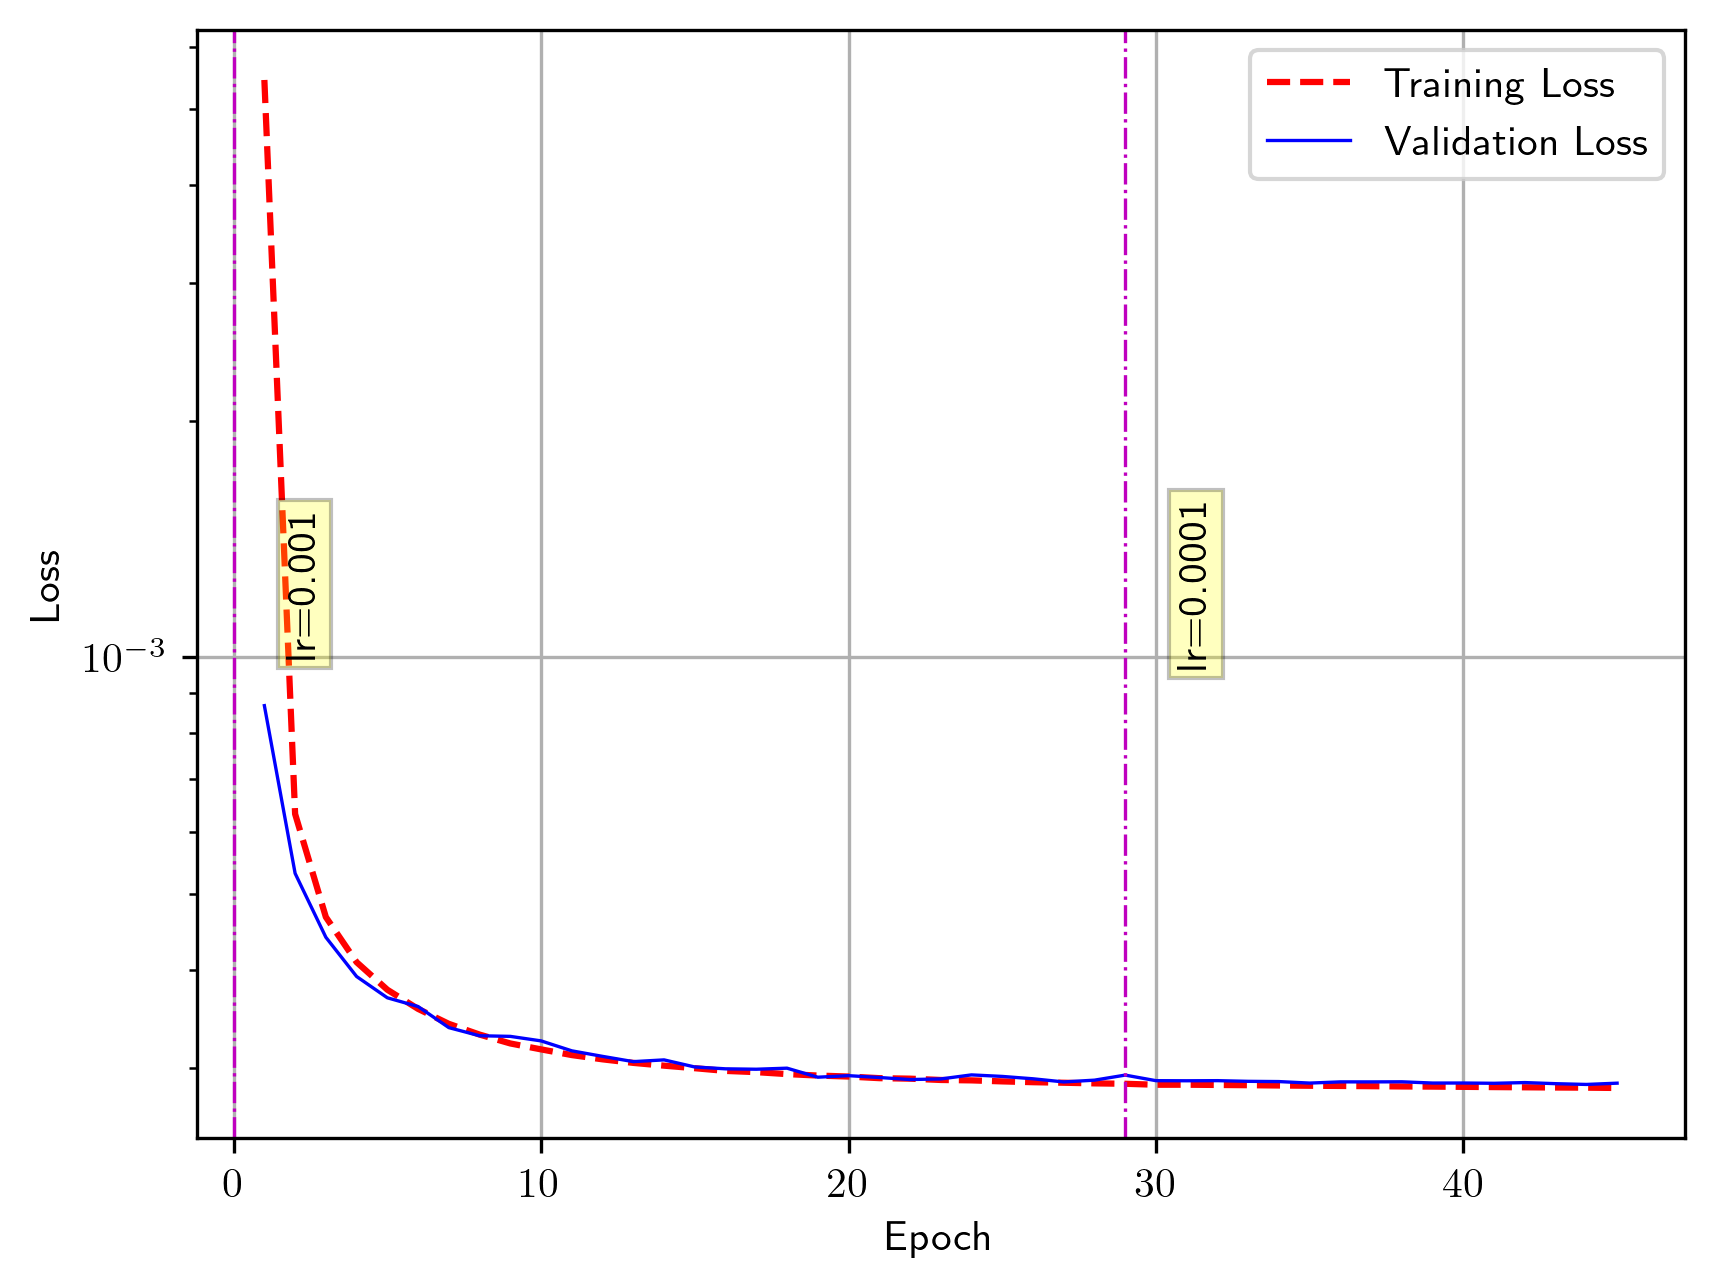 Training Loss
Validation Loss
lr=0.001
lr=0.0001
Loss
10⁻³
0
10
20
30
40
Epoch